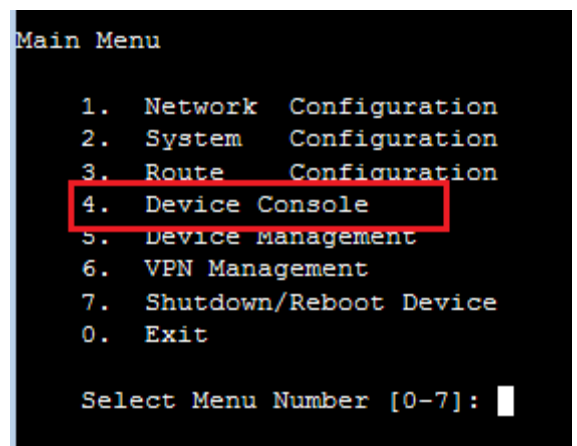 Main Menu
1. Network Configuration
2. System Configuration
3. Route Configuration
4. Device Console
5. Device Management
6. VPN Management
7. Shutdown/Reboot Device
0. Exit
Select Menu Number [0-7]: